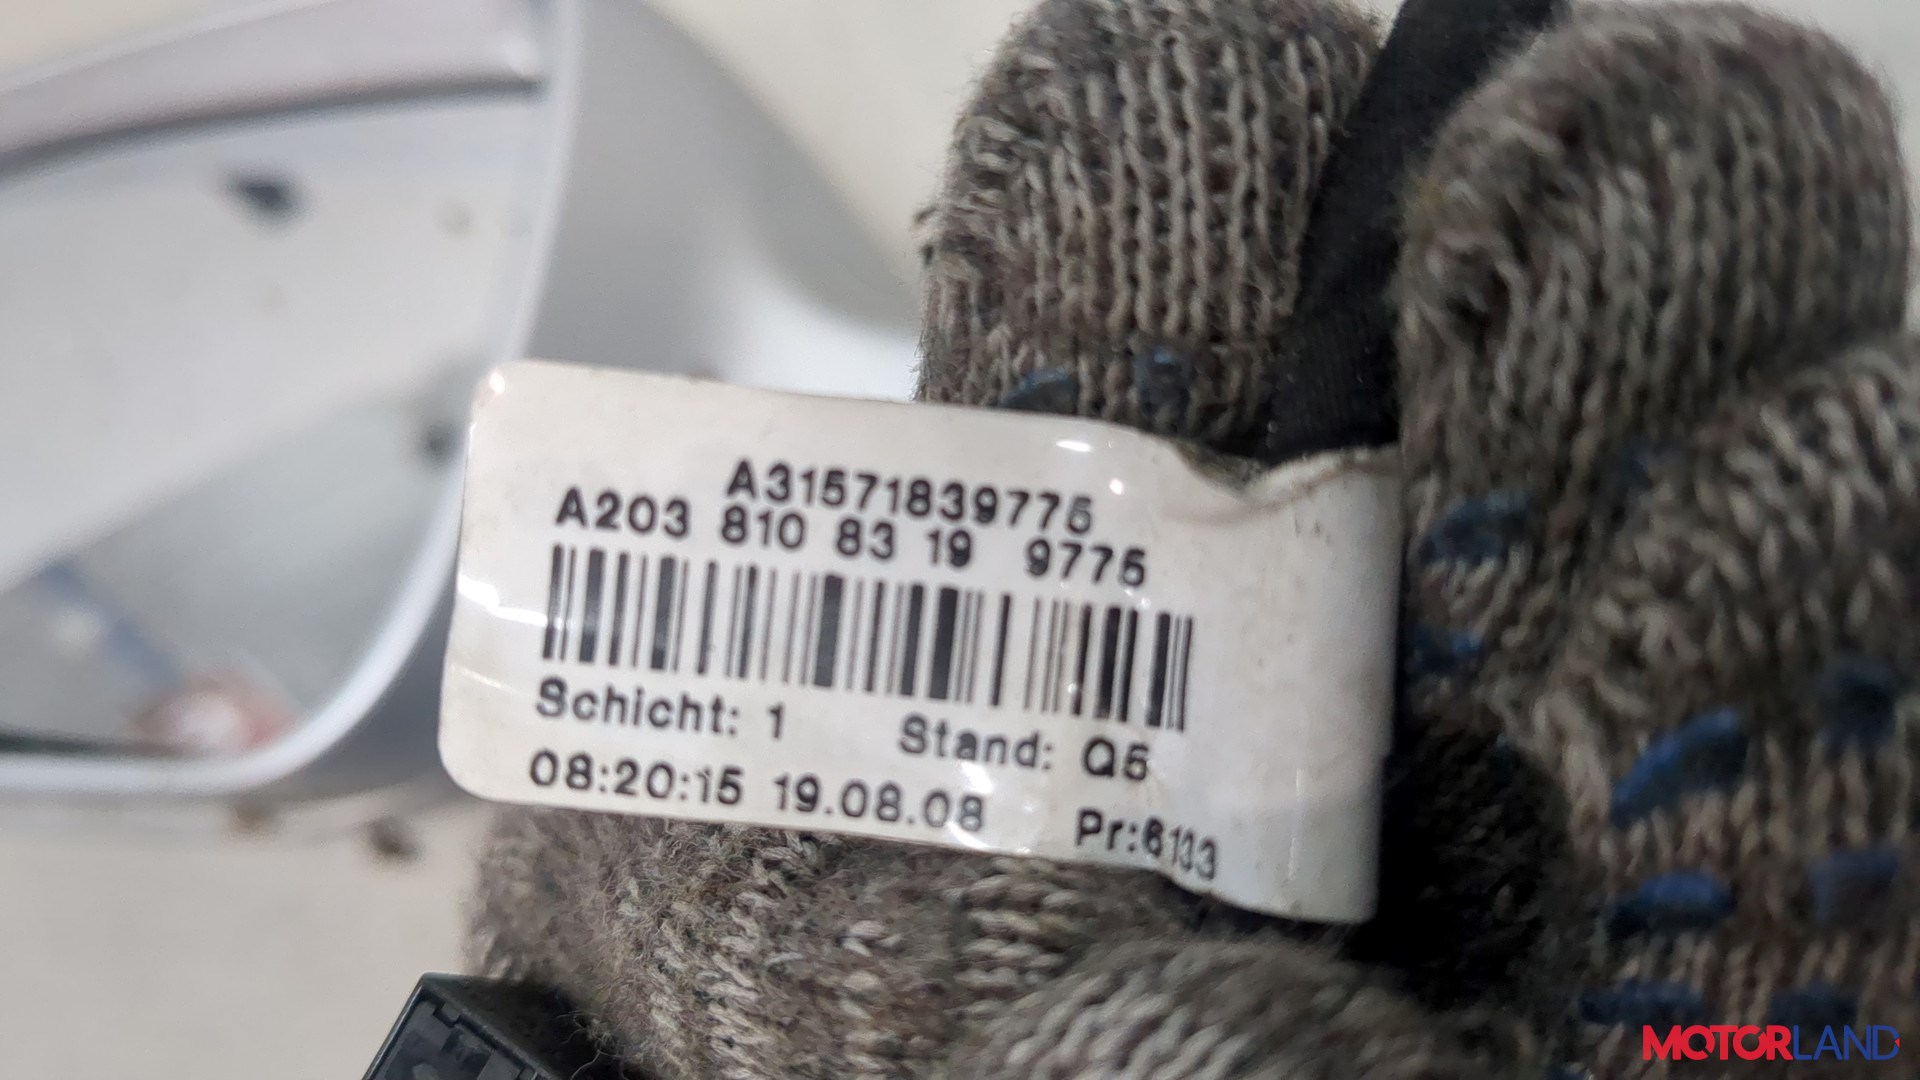 A31571839775
A203 810 83 19 9775
Schicht: 1 Stand: Q5
08:20:15 19.08.08 Pr:6133
MOTORLAND